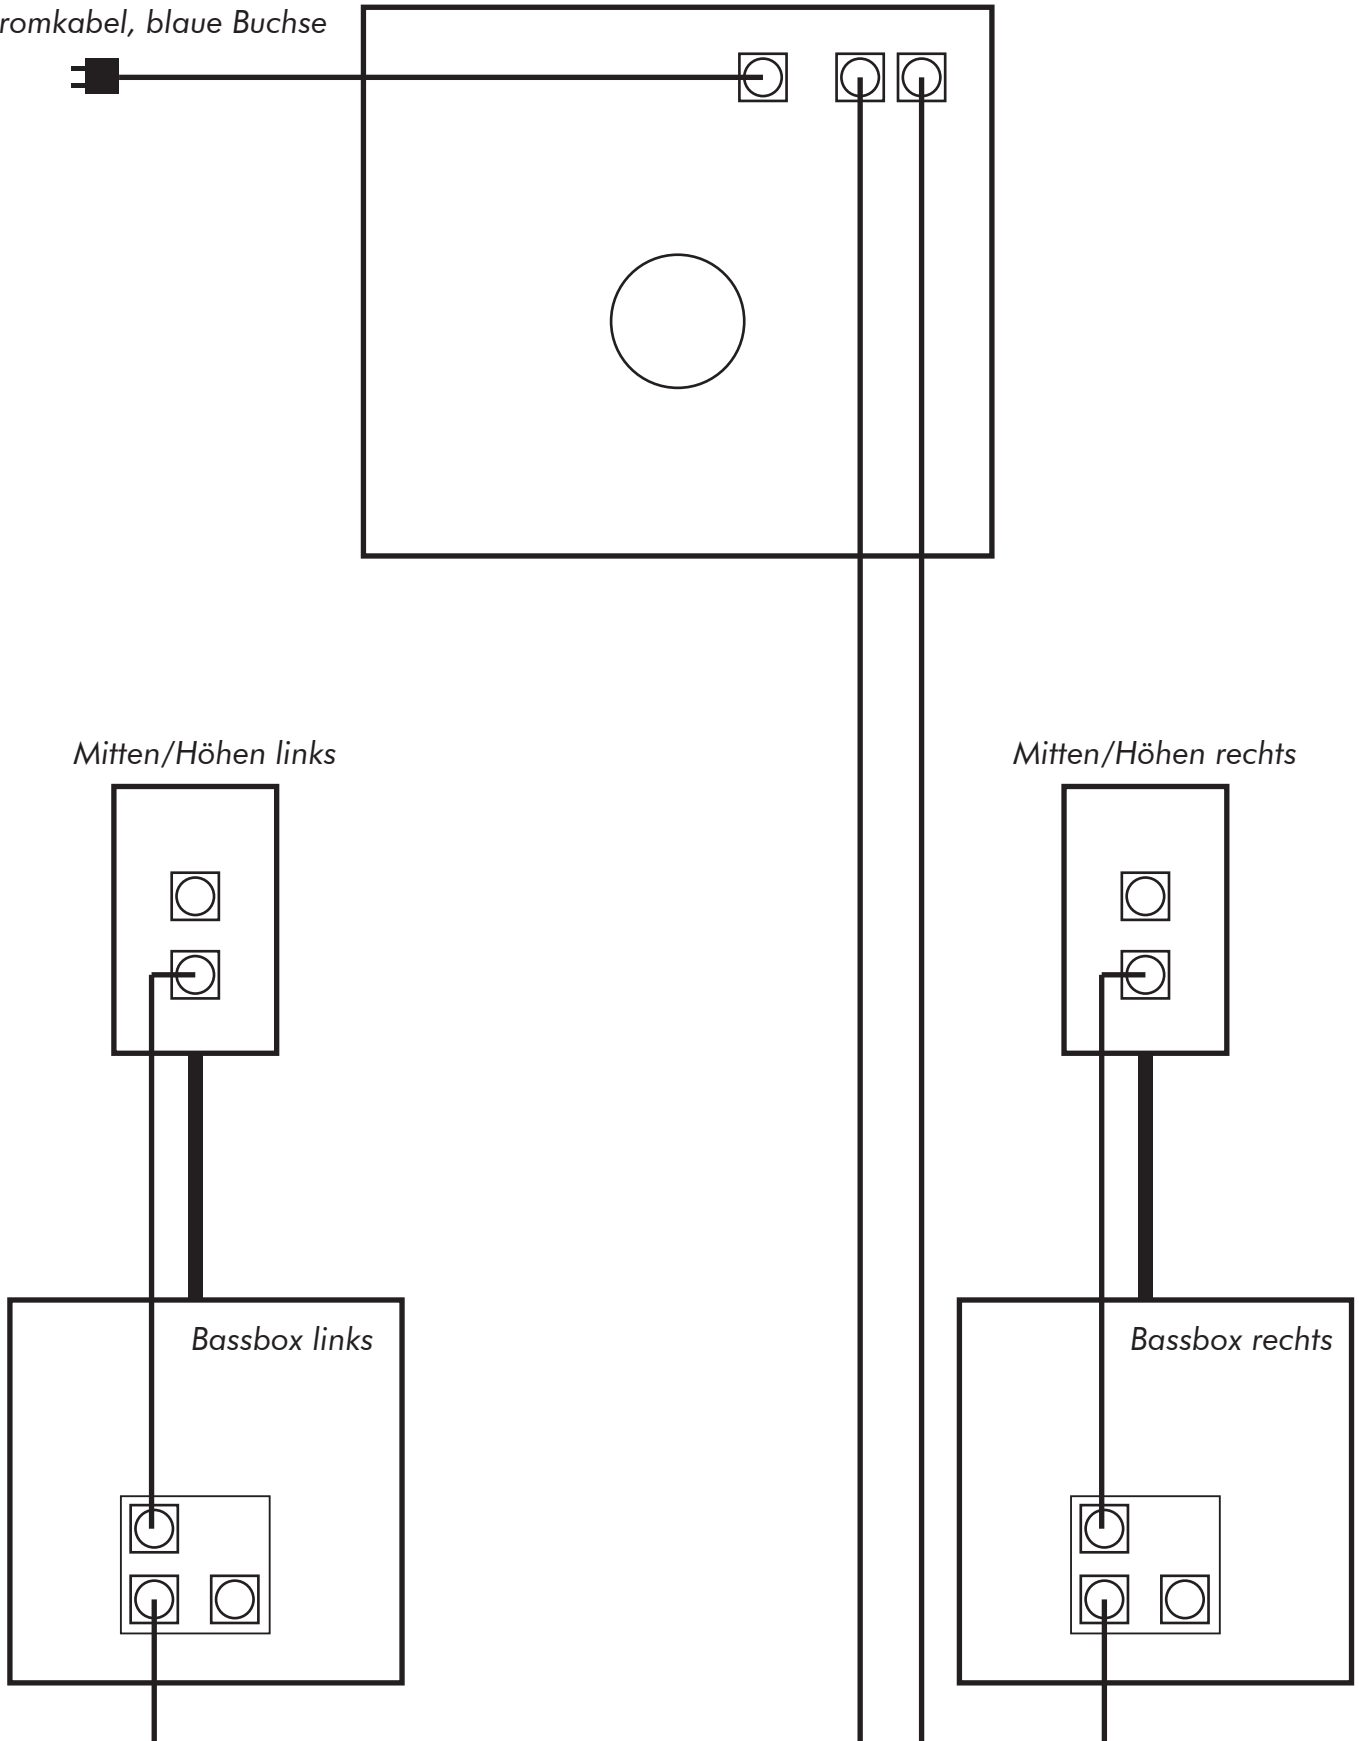 romkabel, blaue Buchse
Mitten/Höhen links
Mitten/Höhen rechts
Bassbox links
Bassbox rechts